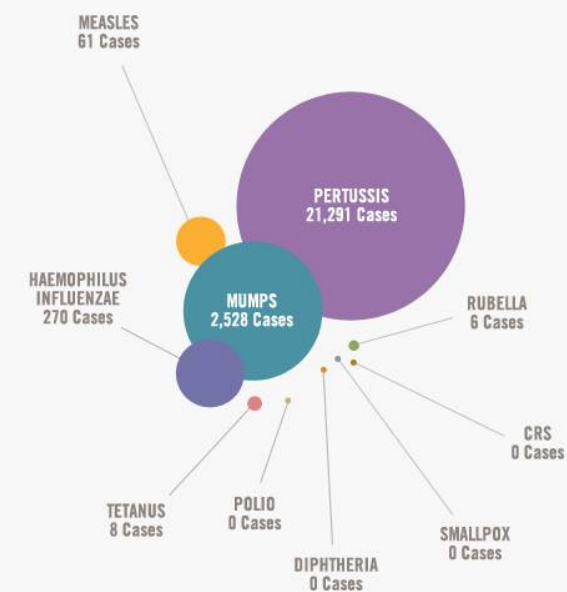 MEASLES
61 Cases
PERTUSSIS
21,291 Cases
HAEMOPHILUS
INFLUENZAE
270 Cases
MUMPS
2,528 Cases
RUBELLA
6 Cases
CRS
0 Cases
TETANUS
8 Cases
POLIO
0 Cases
SMALLPOX
0 Cases
DIPHTHERIA
0 Cases